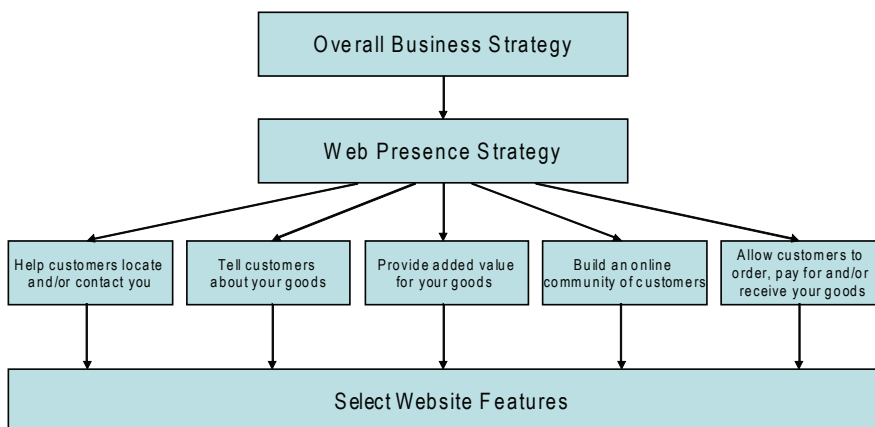 Overall Business Strategy
Web Presence Strategy
Help customers locate
and/or contact you
Tell customers
about your goods
Provide added value
for your goods
Build an online
community of customers
Allow customers to
order, pay for and/or
receive your goods
Select Website Features